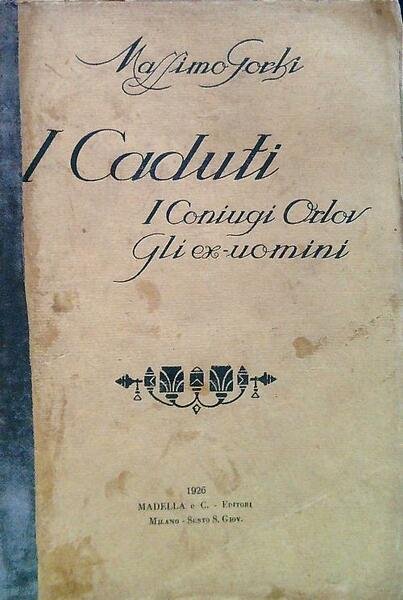 Massimo Gorki
I Caduti
I Coniugi Orlov
Gli ex-uomini
1926
MADELLA e C. - EDITORI
MILANO - SESTO S. GIOV.